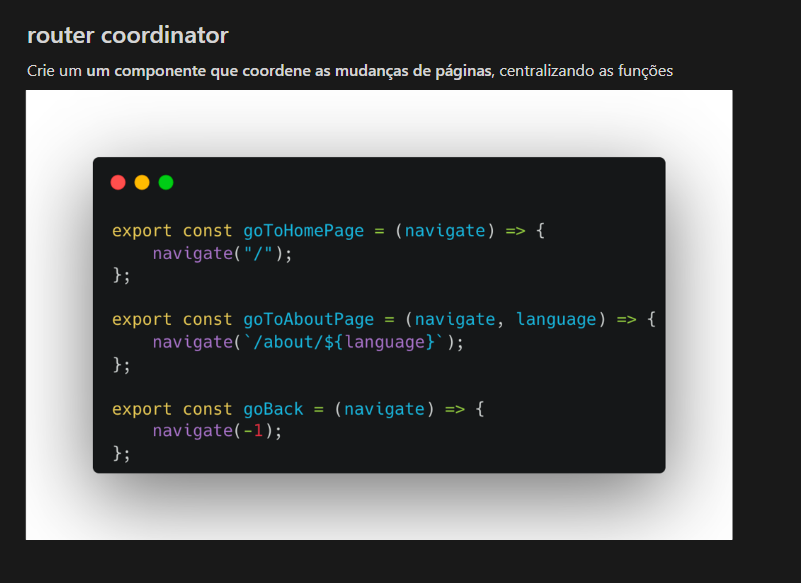 router coordinator
Crie um um componente que coordene as mudanças de páginas, centralizando as funções
export const goToHomePage = (navigate) => {
    navigate("/");
};
export const goToAboutPage = (navigate, language) => {
    navigate(`/about/${language}`);
};
export const goBack = (navigate) => {
    navigate(-1);
};